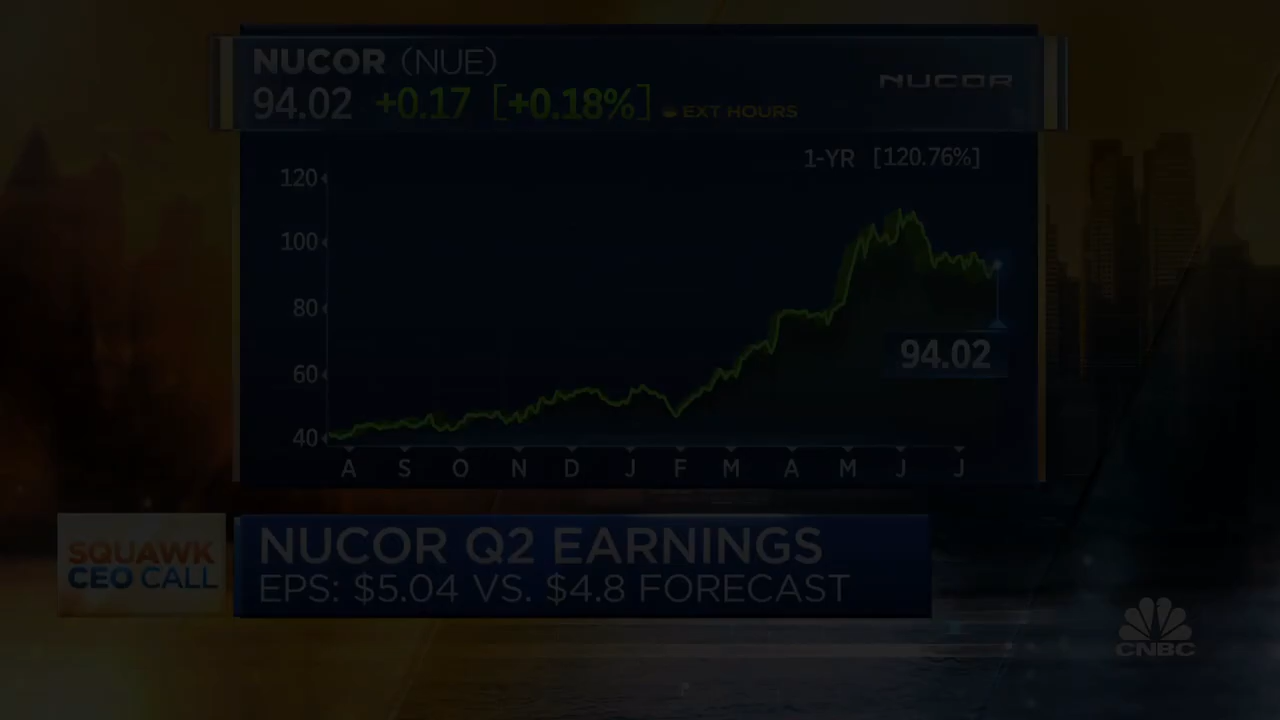 NUCOR (NUE)
94.02 +0.17 [+0.18%] EXT HOURS
NUCOR
1-YR [120.76%]
120
100
80
60
40
94.02
A S O N D J F M A M J J
SQUAWK
CEO CALL
NUCOR Q2 EARNINGS
EPS: $5.04 VS. $4.8 FORECAST
CNBC